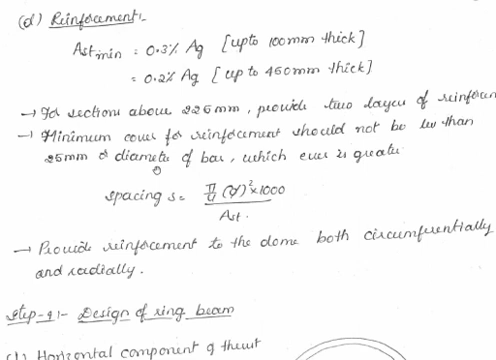 (d) Reinforcement:-
Ast min = 0.3% Ag [upto 100mm thick]
= 0.2% Ag [up to 450mm thick]
→ For sections above 225mm, provide two layers of reinforcem
→ Minimum cover for reinforcement should not be less than
25mm or diameter of bar, which ever is greater
spacing s = π/4 (8)² × 1000 / Ast.
→ Provide reinforcement to the dome both circumferentially
and radially.
Step-4:- Design of ring beam
(1) Horizontal component of thrust